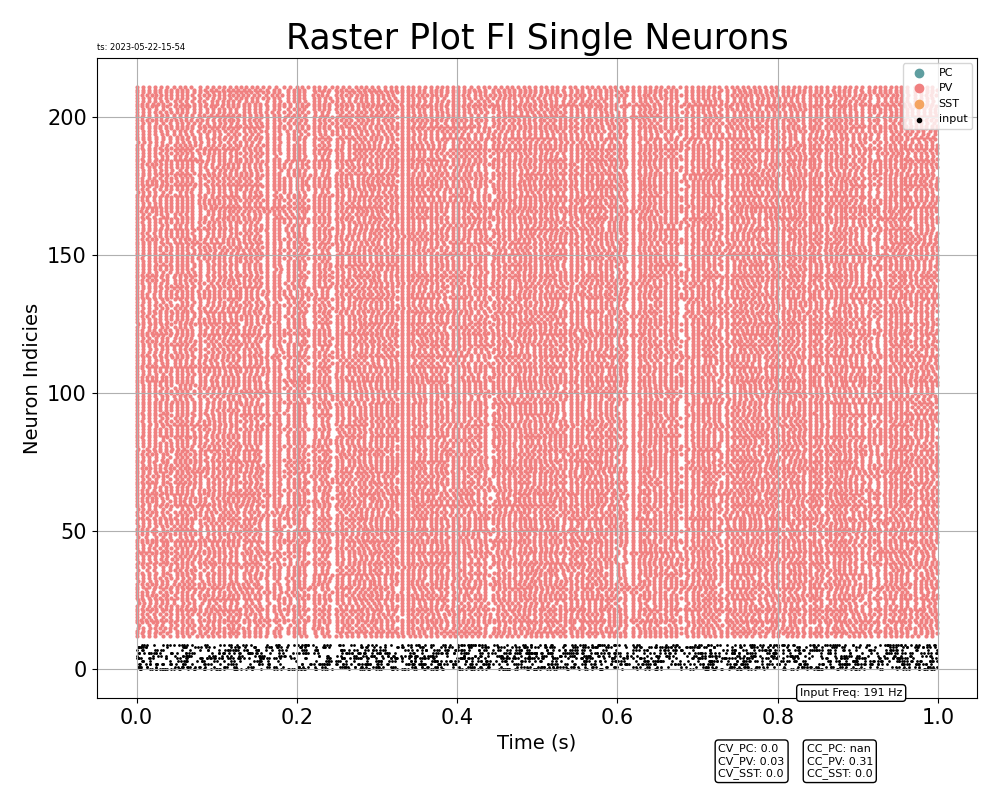 Raster Plot FI Single Neurons
ts: 2023-05-22-15-54
PC
PV
SST
input
200
150
100
50
0
Neuron Indicies
0.0 0.2 0.4 0.6 0.8 1.0
Input Freq: 191 Hz
Time (s)
CV_PC: 0.0
CV_PV: 0.03
CV_SST: 0.0
CC_PC: nan
CC_PV: 0.31
CC_SST: 0.0